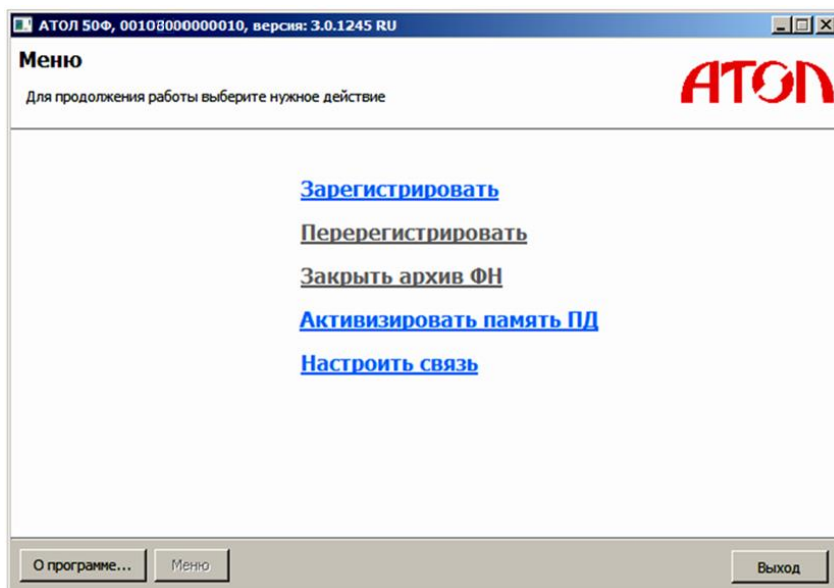 АТОЛ 50Ф, 00108000000010, версия: 3.0.1245 RU
Меню
Для продолжения работы выберите нужное действие
АТОЛ
Зарегистрировать
Перерегистрировать
Закрыть архив ФН
Активизировать память ПД
Настроить связь
О программе...
Меню
Выход